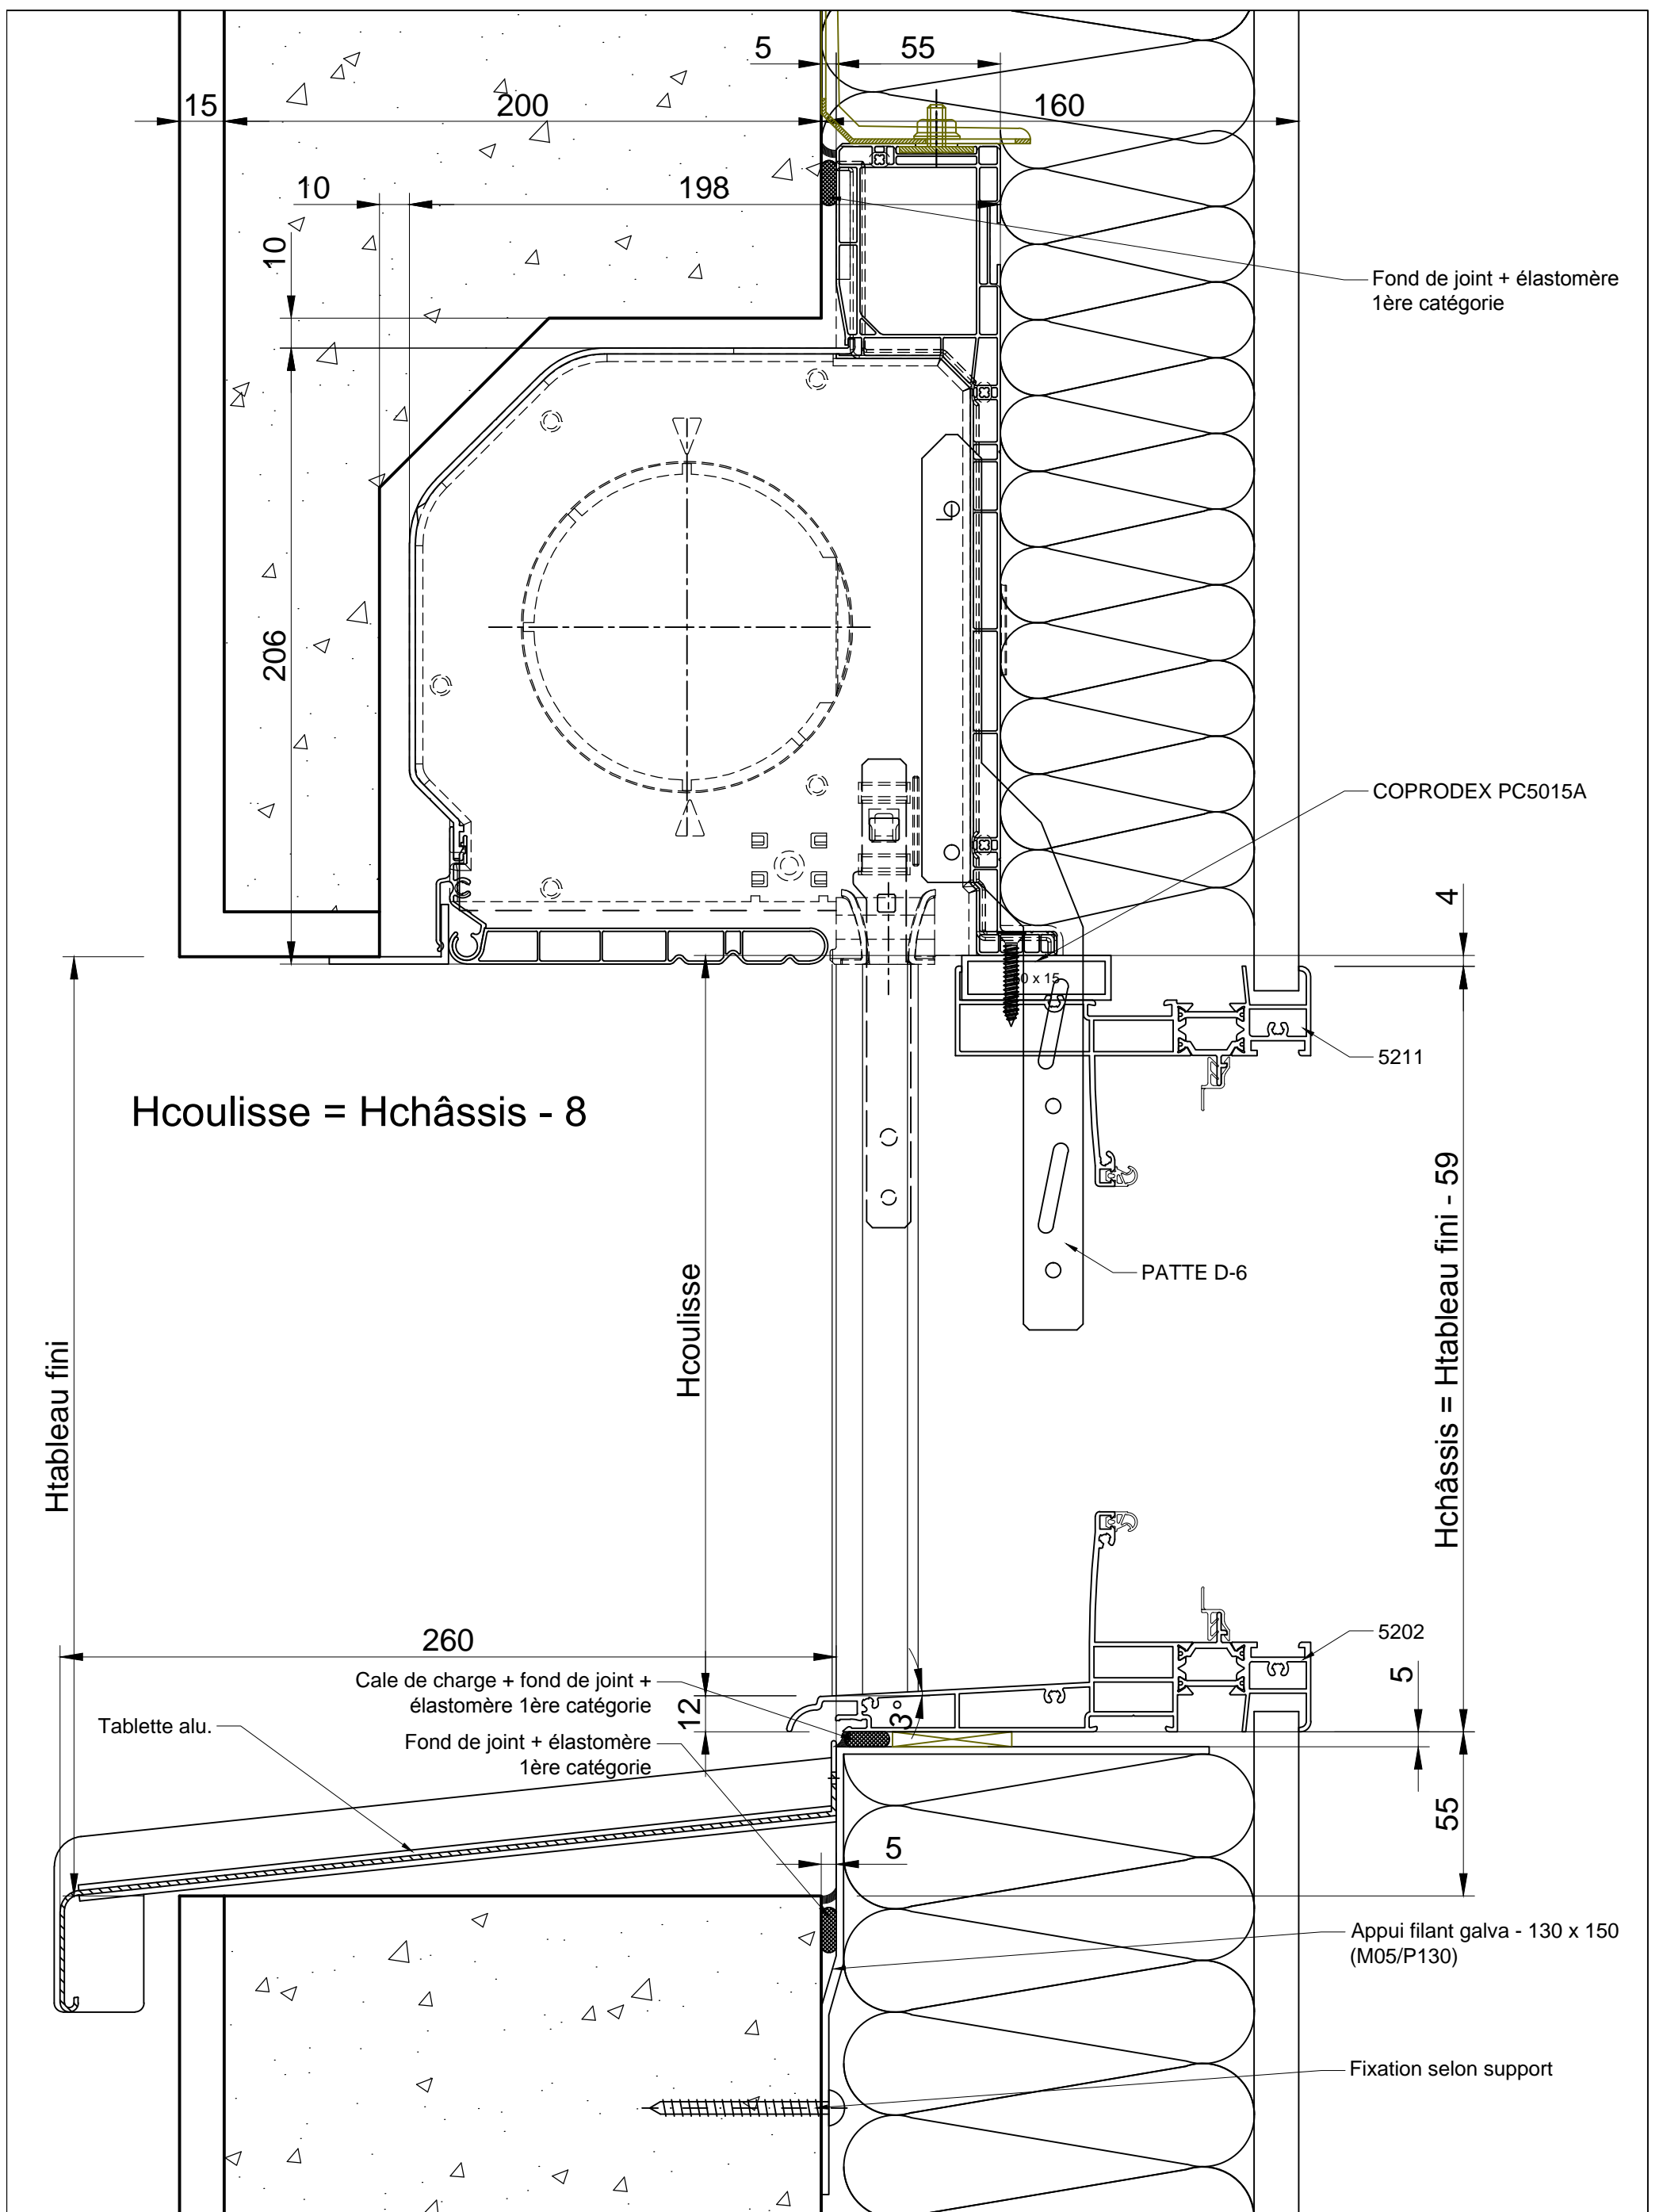 5
55
15
200
160
10
198
10
Fond de joint + élastomère
1ère catégorie
206
COPRODEX PC5015A
4
0 x 15
5211
Hcoulisse = Hchâssis - 8
PATTE D-6
Htableau fini
Hcoulisse
Hchâssis = Htableau fini - 59
260
5202
Cale de charge + fond de joint +
élastomère 1ère catégorie
12
3°
5
Tablette alu.
Fond de joint + élastomère
1ère catégorie
55
5
Appui filant galva - 130 x 150
(M05/P130)
Fixation selon support